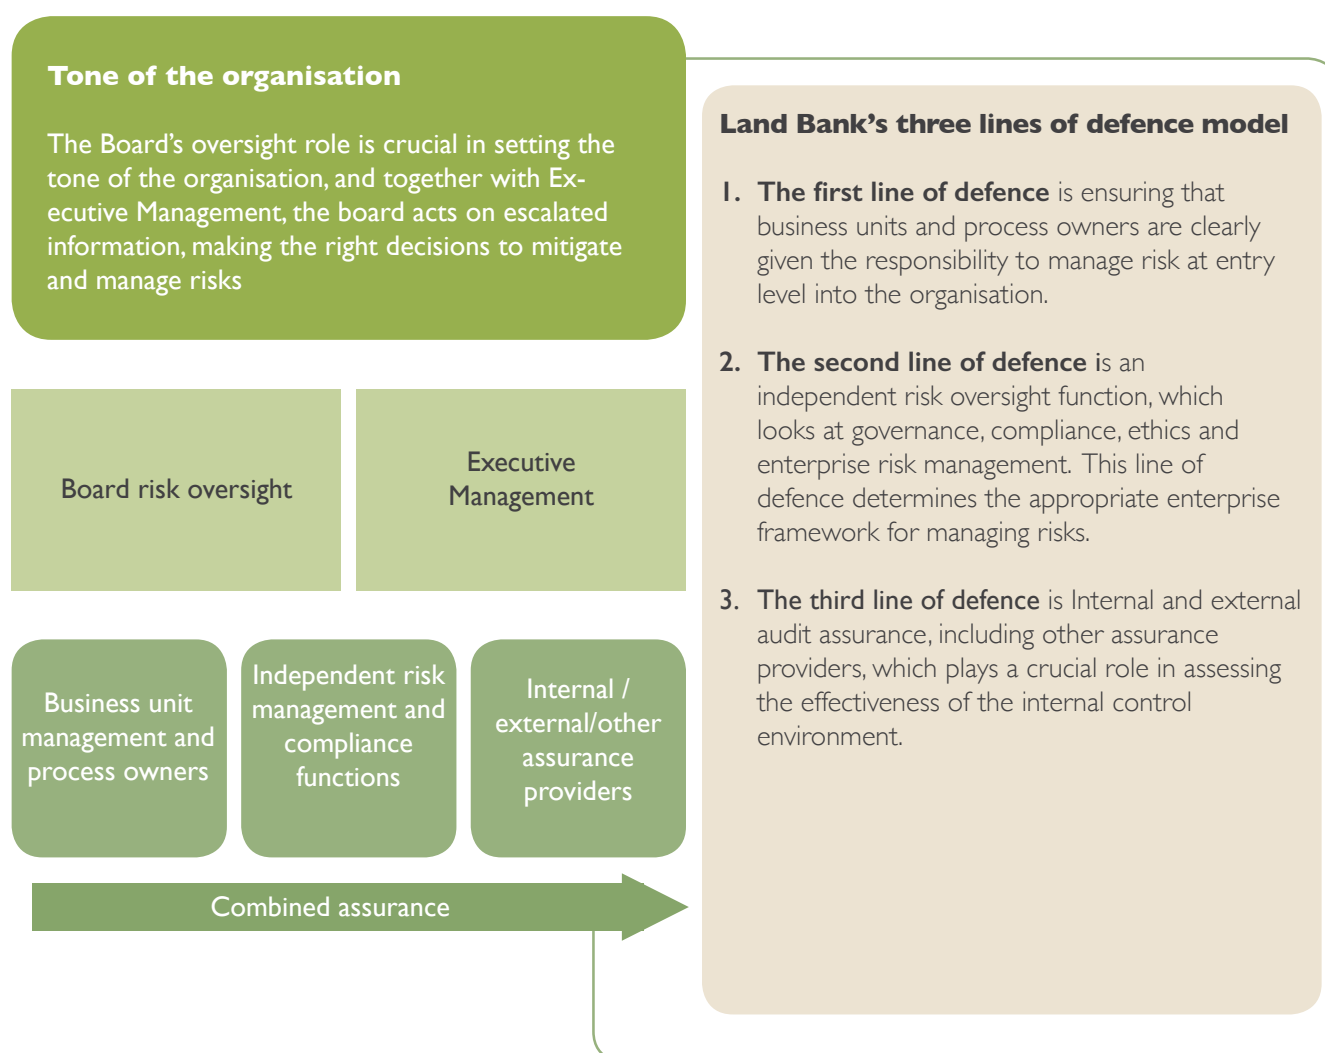 Tone of the organisation
The Board's oversight role is crucial in setting the
tone of the organisation, and together with Ex-
ecutive Management, the board acts on escalated
information, making the right decisions to mitigate
and manage risks
Board risk oversight
Executive
Management
Business unit
management and
process owners
Independent risk
management and
compliance
functions
Internal /
external/other
assurance
providers
Combined assurance
Land Bank's three lines of defence model
1. The first line of defence is ensuring that
business units and process owners are clearly
given the responsibility to manage risk at entry
level into the organisation.
2. The second line of defence is an
independent risk oversight function, which
looks at governance, compliance, ethics and
enterprise risk management. This line of
defence determines the appropriate enterprise
framework for managing risks.
3. The third line of defence is Internal and external
audit assurance, including other assurance
providers, which plays a crucial role in assessing
the effectiveness of the internal control
environment.